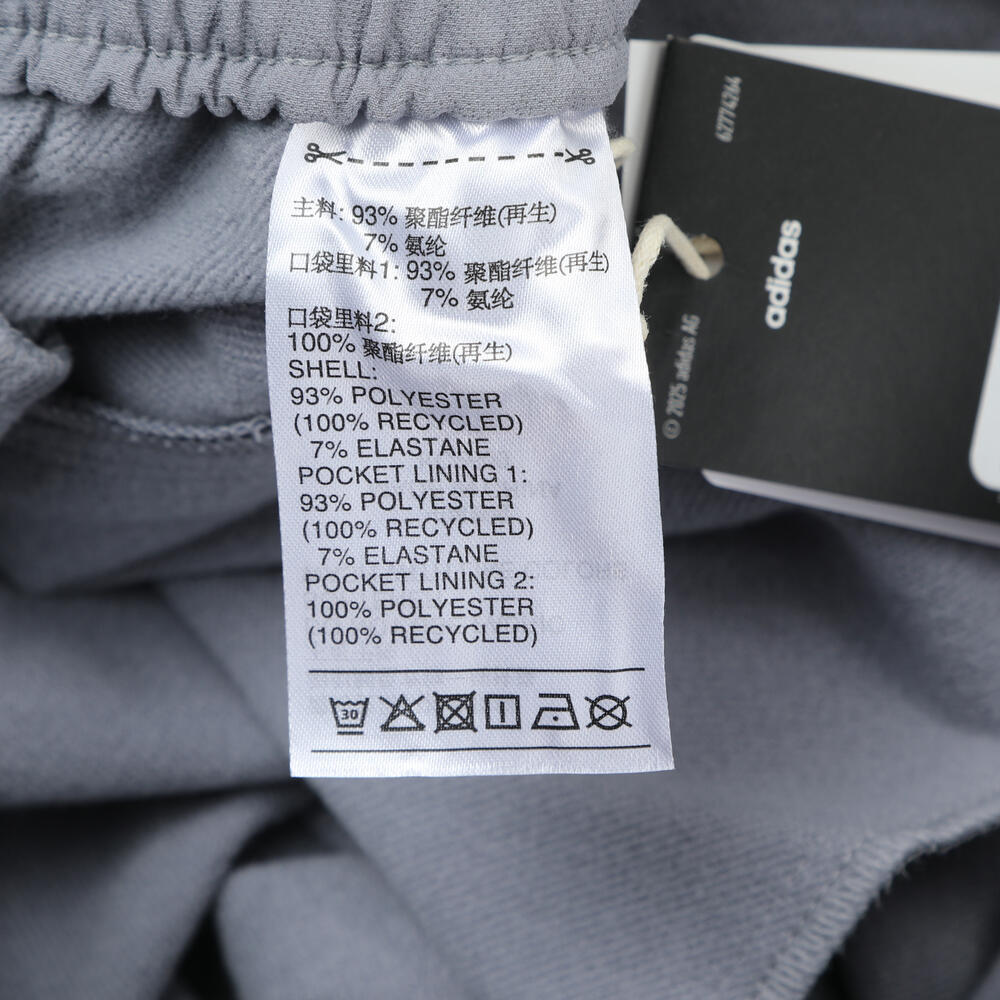 主料: 93% 聚酯纤维(再生)
7% 氨纶
口袋里料1: 93% 聚酯纤维(再生)
7% 氨纶
口袋里料2:
100% 聚酯纤维(再生)
SHELL:
93% POLYESTER
(100% RECYCLED)
7% ELASTANE
POCKET LINING 1:
93% POLYESTER
(100% RECYCLED)
7% ELASTANE
POCKET LINING 2:
100% POLYESTER
(100% RECYCLED)
30
62774264
adidas
© 2025 adidas AG